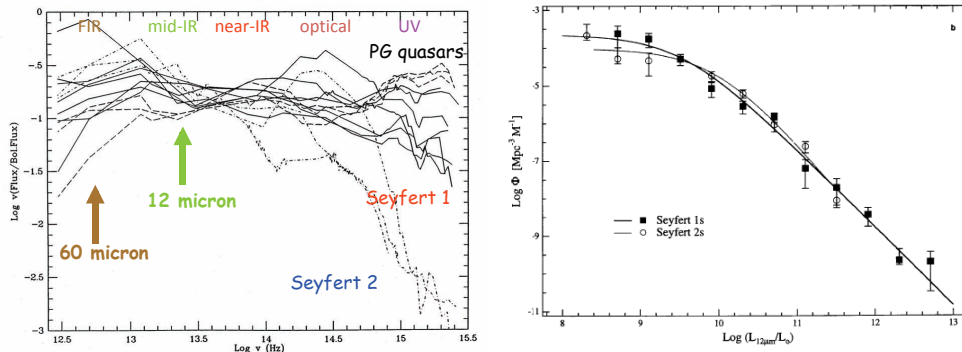 FIR mid-IR near-IR optical UV
PG quasars
12 micron
60 micron
Seyfert 1
Seyfert 2
Log ν(Flux/Bol.Flux)
0
−.5
−1
−1.5
−2
−2.5
−3
12.5 13 13.5 14 14.5 15 15.5
Log ν (Hz)
b
Log Φ [Mpc⁻³ M⁻¹]
-3
-5
-7
-9
-11
Seyfert 1s
Seyfert 2s
8 9 10 11 12 13
Log (L₁₂μm/L⊙)